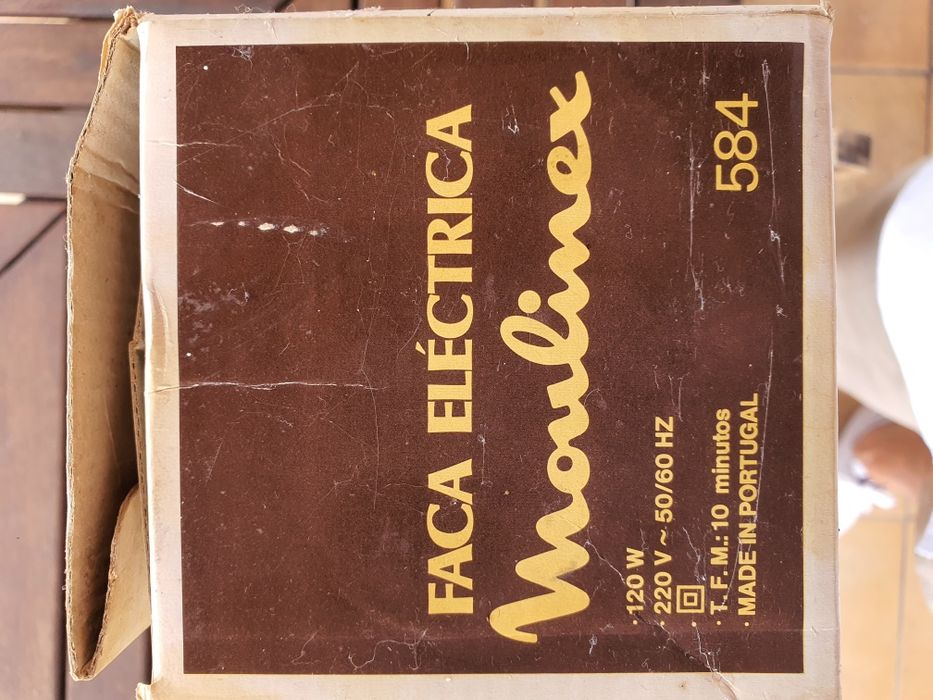 FACA ELÉCTRICA
Moulinex
· 120 W
· 220 V ~ 50/60 HZ
· T. F. M.: 10 minutos
· MADE IN PORTUGAL
584